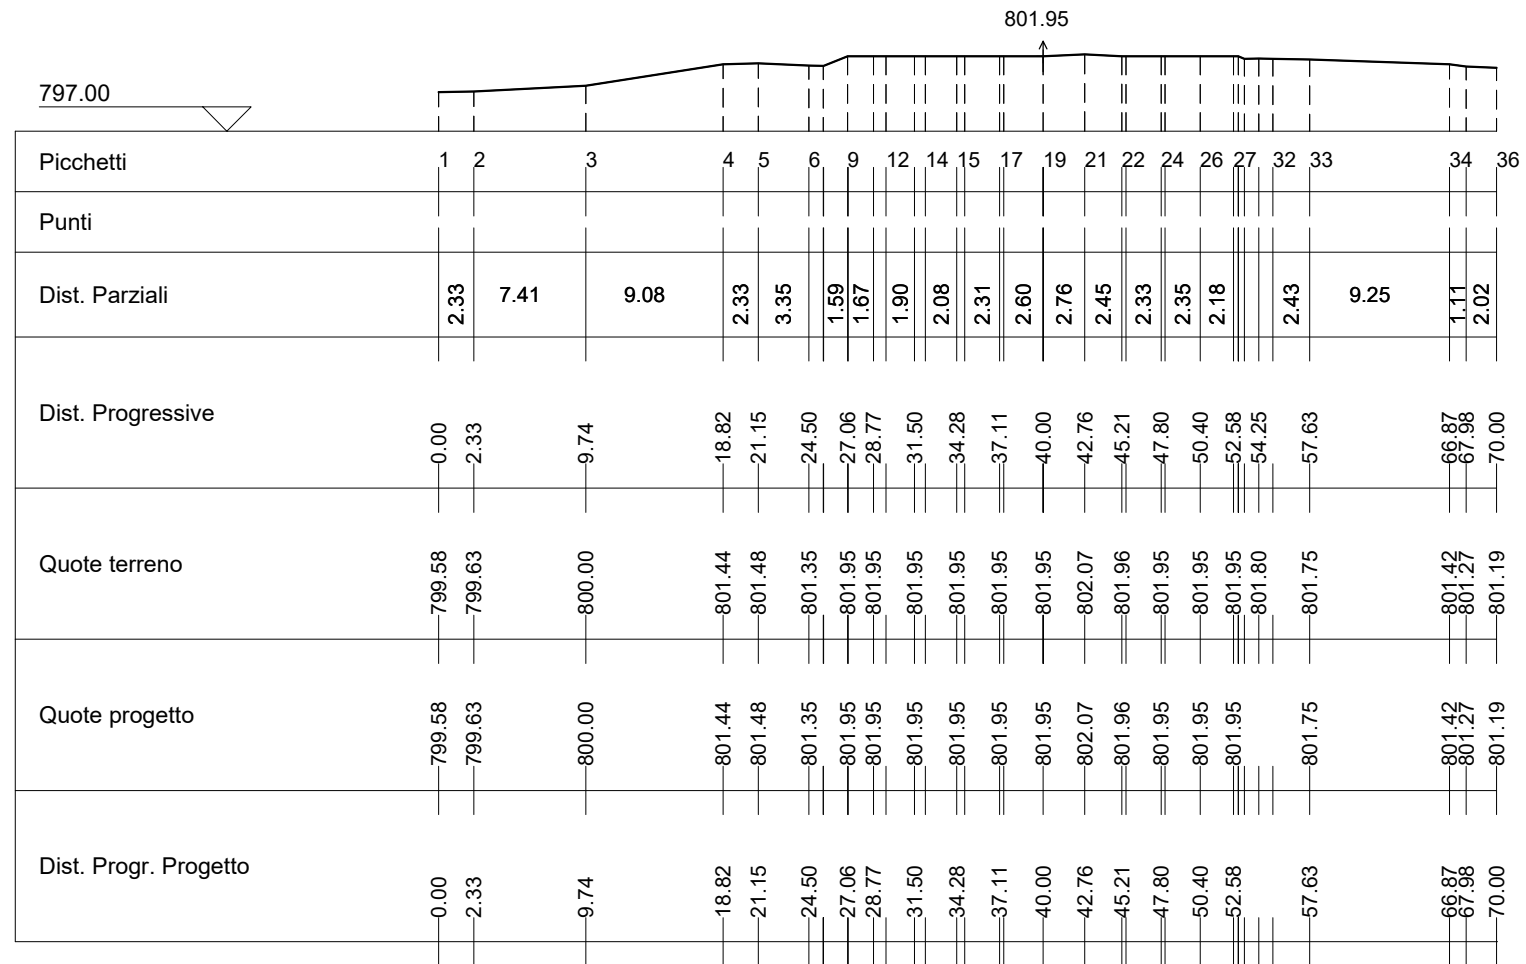 801.95
797.00
Picchetti 1 2 3 4 5 6 9 12 14 15 17 19 21 22 24 26 27 32 33 34 36
Punti
Dist. Parziali 2.33 7.41 9.08 2.33 3.35 1.59 1.67 1.90 2.08 2.31 2.60 2.76 2.45 2.33 2.35 2.18 2.43 9.25 1.11 2.02
Dist. Progressive 0.00 2.33 9.74 18.82 21.15 24.50 27.06 28.77 31.50 34.28 37.11 40.00 42.76 45.21 47.80 50.40 52.58 54.25 57.63 66.87 67.98 70.00
Quote terreno 799.58 799.63 800.00 801.44 801.48 801.35 801.95 801.95 801.95 801.95 801.95 801.95 802.07 801.96 801.95 801.95 801.95 801.80 801.75 801.42 801.27 801.19
Quote progetto 799.58 799.63 800.00 801.44 801.48 801.35 801.95 801.95 801.95 801.95 801.95 801.95 802.07 801.96 801.95 801.95 801.95 801.75 801.42 801.27 801.19
Dist. Progr. Progetto 0.00 2.33 9.74 18.82 21.15 24.50 27.06 28.77 31.50 34.28 37.11 40.00 42.76 45.21 47.80 50.40 52.58 57.63 66.87 67.98 70.00